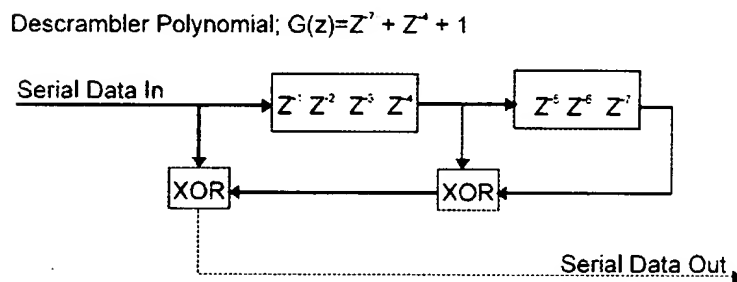 Descrambler Polynomial; G(z)=Z⁻⁷ + Z⁻⁴ + 1
Serial Data In
Z⁻¹ Z⁻² Z⁻³ Z⁻⁴
Z⁻⁵ Z⁻⁶ Z⁻⁷
XOR
XOR
Serial Data Out